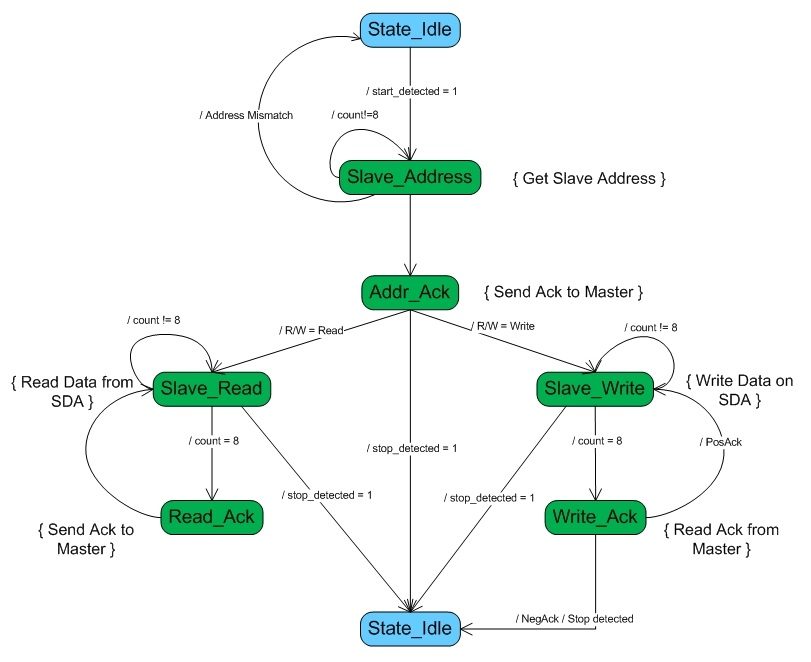 State_Idle
/ start_detected = 1
/ Address Mismatch
/ count!=8
Slave_Address
{ Get Slave Address }
Addr_Ack
{ Send Ack to Master }
/ R/W = Read
/ R/W = Write
/ count != 8
/ count != 8
{ Read Data from
SDA }
Slave_Read
Slave_Write
{ Write Data on
SDA }
/ count = 8
/ stop_detected = 1
/ count = 8
/ PosAck
/ stop_detected = 1
/ stop_detected = 1
Read_Ack
Write_Ack
{ Send Ack to
Master }
{ Read Ack from
Master }
State_Idle
/ NegAck / Stop detected